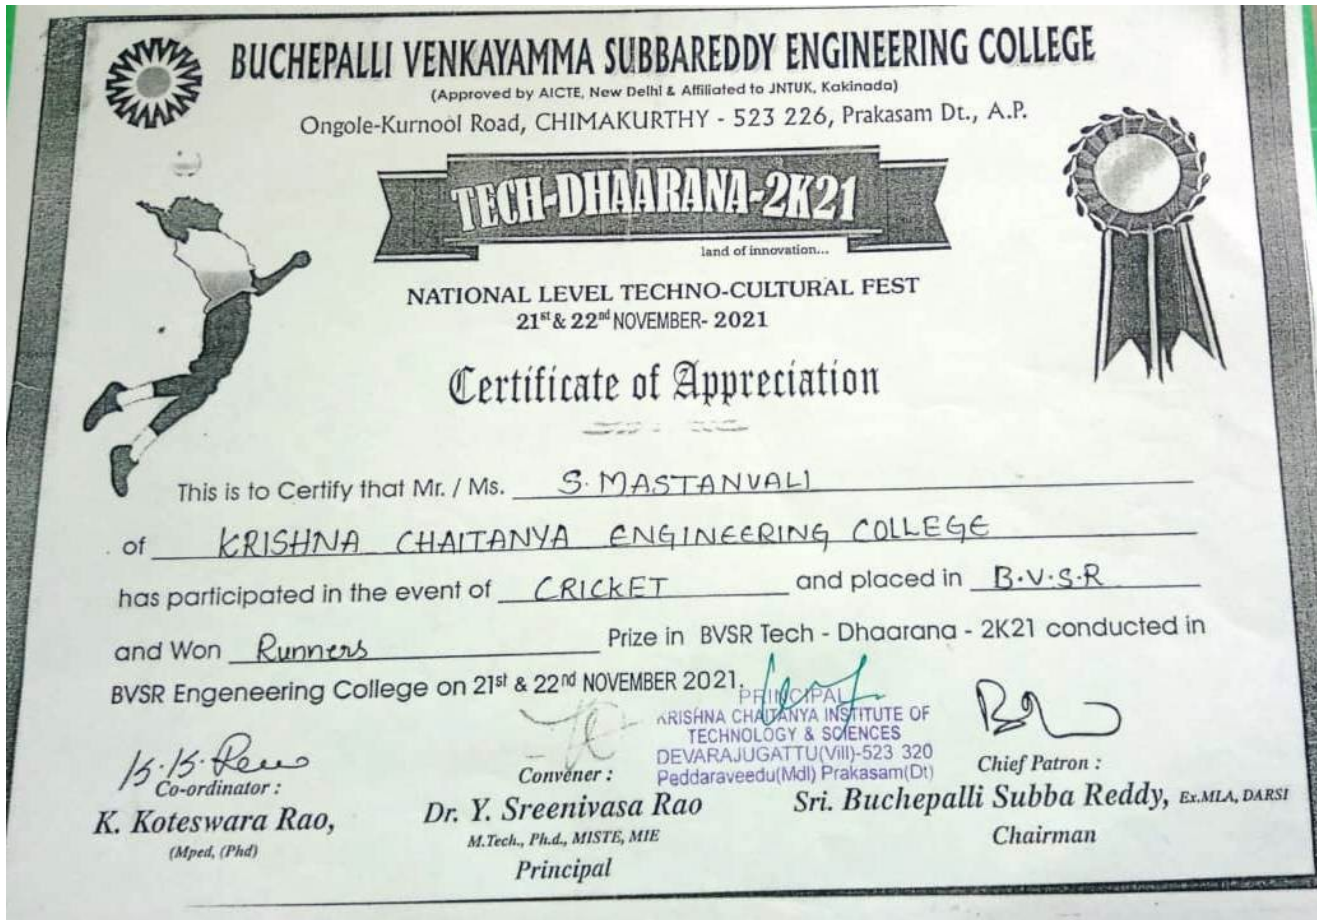 BUCHEPALLI VENKAYAMMA SUBBAREDDY ENGINEERING COLLEGE
(Approved by AICTE, New Delhi & Affiliated to JNTUK, Kakinada)
Ongole-Kurnool Road, CHIMAKURTHY - 523 226, Prakasam Dt., A.P.
TECH-DHAARANA-2K21
land of innovation...
NATIONAL LEVEL TECHNO-CULTURAL FEST
21st & 22nd NOVEMBER- 2021
Certificate of Appreciation
This is to Certify that Mr. / Ms. S. MASTANVALI
of KRISHNA CHAITANYA ENGINEERING COLLEGE
has participated in the event of CRICKET and placed in B.V.S.R
and Won Runners Prize in BVSR Tech - Dhaarana - 2K21 conducted in
BVSR Engeneering College on 21st & 22nd NOVEMBER 2021.
PRINCIPAL
KRISHNA CHAITANYA INSTITUTE OF
TECHNOLOGY & SCIENCES
DEVARAJUGATTU(Vill)-523 320
Peddaraveedu(Mdl) Prakasam(Dt)
Co-ordinator :
K. Koteswara Rao,
(Mped, (Phd)
Convener :
Dr. Y. Sreenivasa Rao
M.Tech., Ph.d., MISTE, MIE
Principal
Chief Patron :
Sri. Buchepalli Subba Reddy, Ex.MLA, DARSI
Chairman